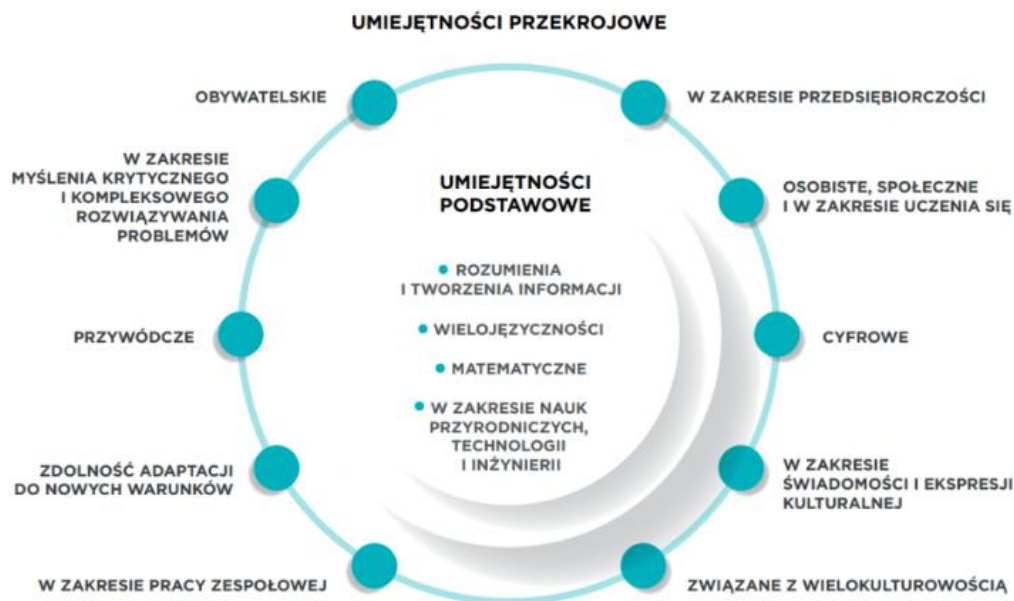 UMIEJĘTNOŚCI PRZEKROJOWE
OBYWATELSKIE
W ZAKRESIE PRZEDSIĘBIORCZOŚCI
W ZAKRESIE
MYŚLENIA KRYTYCZNEGO
I KOMPLEKSOWEGO
ROZWIĄZYWANIA
PROBLEMÓW
OSOBISTE, SPOŁECZNE
I W ZAKRESIE UCZENIA SIĘ
UMIEJĘTNOŚCI
PODSTAWOWE
ROZUMIENIA
I TWORZENIA INFORMACJI
WIELOJĘZYCZNOŚCI
MATEMATYCZNE
W ZAKRESIE NAUK
PRZYRODNICZYCH,
TECHNOLOGII
I INŻYNIERII
PRZYWÓDCZE
CYFROWE
ZDOLNOŚĆ ADAPTACJI
DO NOWYCH WARUNKÓW
W ZAKRESIE
ŚWIADOMOŚCI I EKSPRESJI
KULTURALNEJ
W ZAKRESIE PRACY ZESPOŁOWEJ
ZWIĄZANE Z WIELOKULTUROWOŚCIĄ